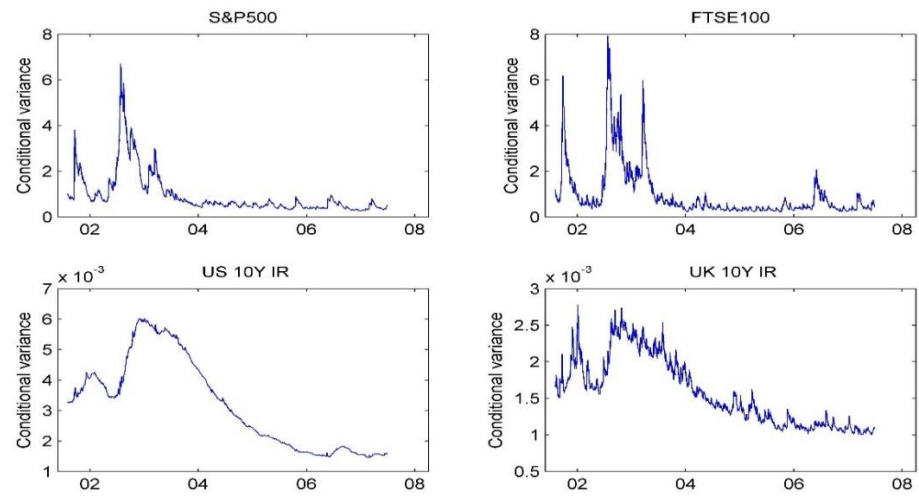 S&P500
8
6
4
2
0
Conditional variance
02 04 06 08
FTSE100
8
6
4
2
0
Conditional variance
02 04 06 08
US 10Y IR
× 10⁻³
7
6
5
4
3
2
1
Conditional variance
02 04 06 08
UK 10Y IR
× 10⁻³
3
2.5
2
1.5
1
0.5
Conditional variance
02 04 06 08